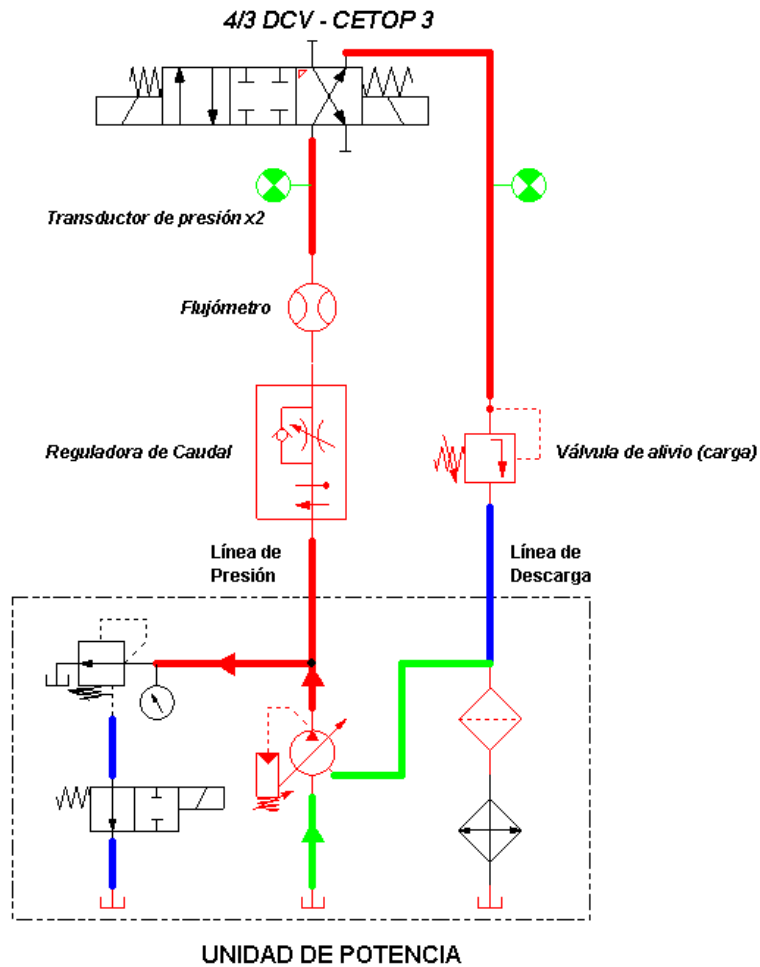 4/3 DCV - CETOP 3
Transductor de presión x2
Flujómetro
Reguladora de Caudal
Válvula de alivio (carga)
Línea de
Presión
Línea de
Descarga
UNIDAD DE POTENCIA